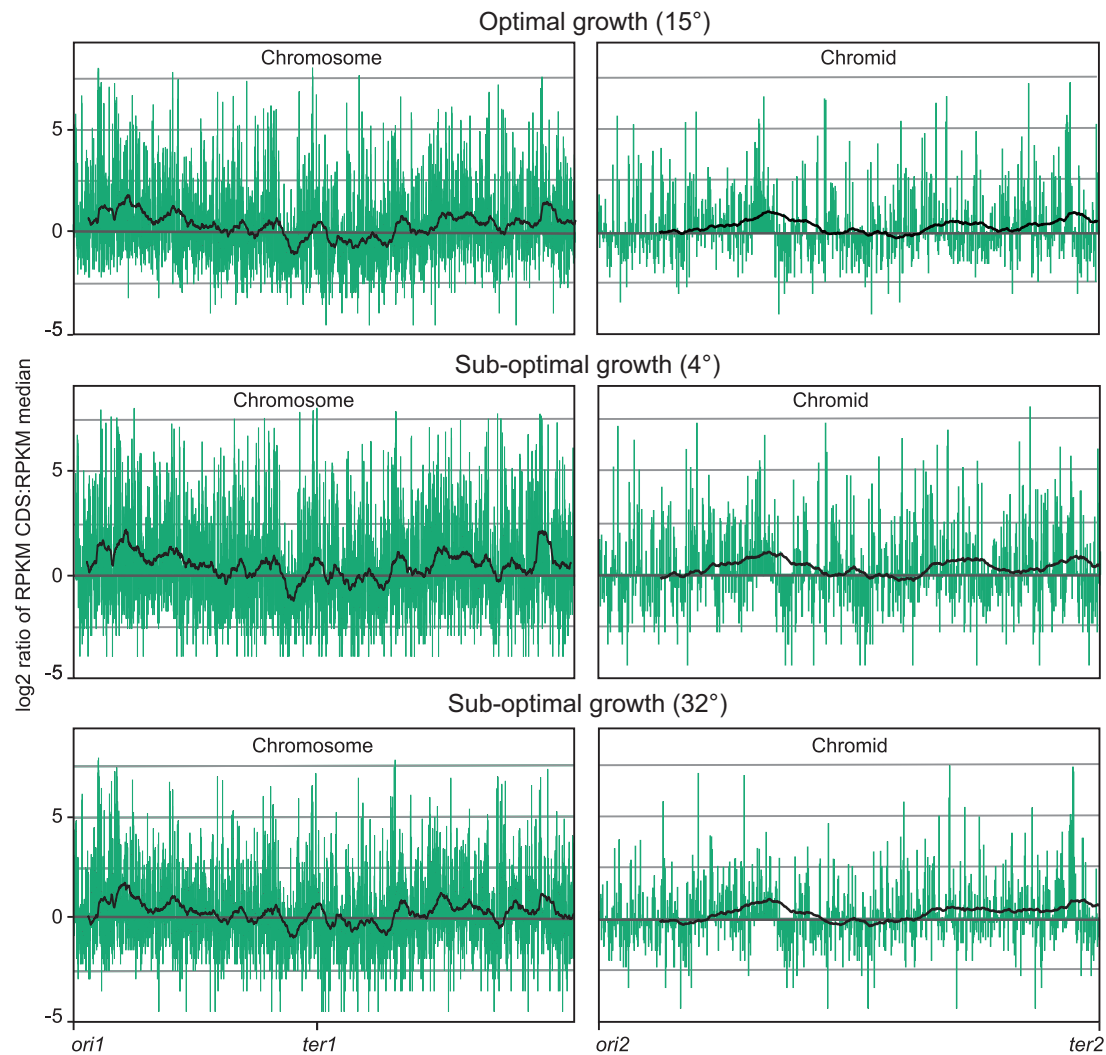 Optimal growth (15°)
Chromosome
Chromid
5
0
-5
Sub-optimal growth (4°)
Chromosome
Chromid
5
0
-5
log2 ratio of RPKM CDS:RPKM median
Sub-optimal growth (32°)
Chromosome
Chromid
5
0
-5
ori1 ter1 ori2 ter2